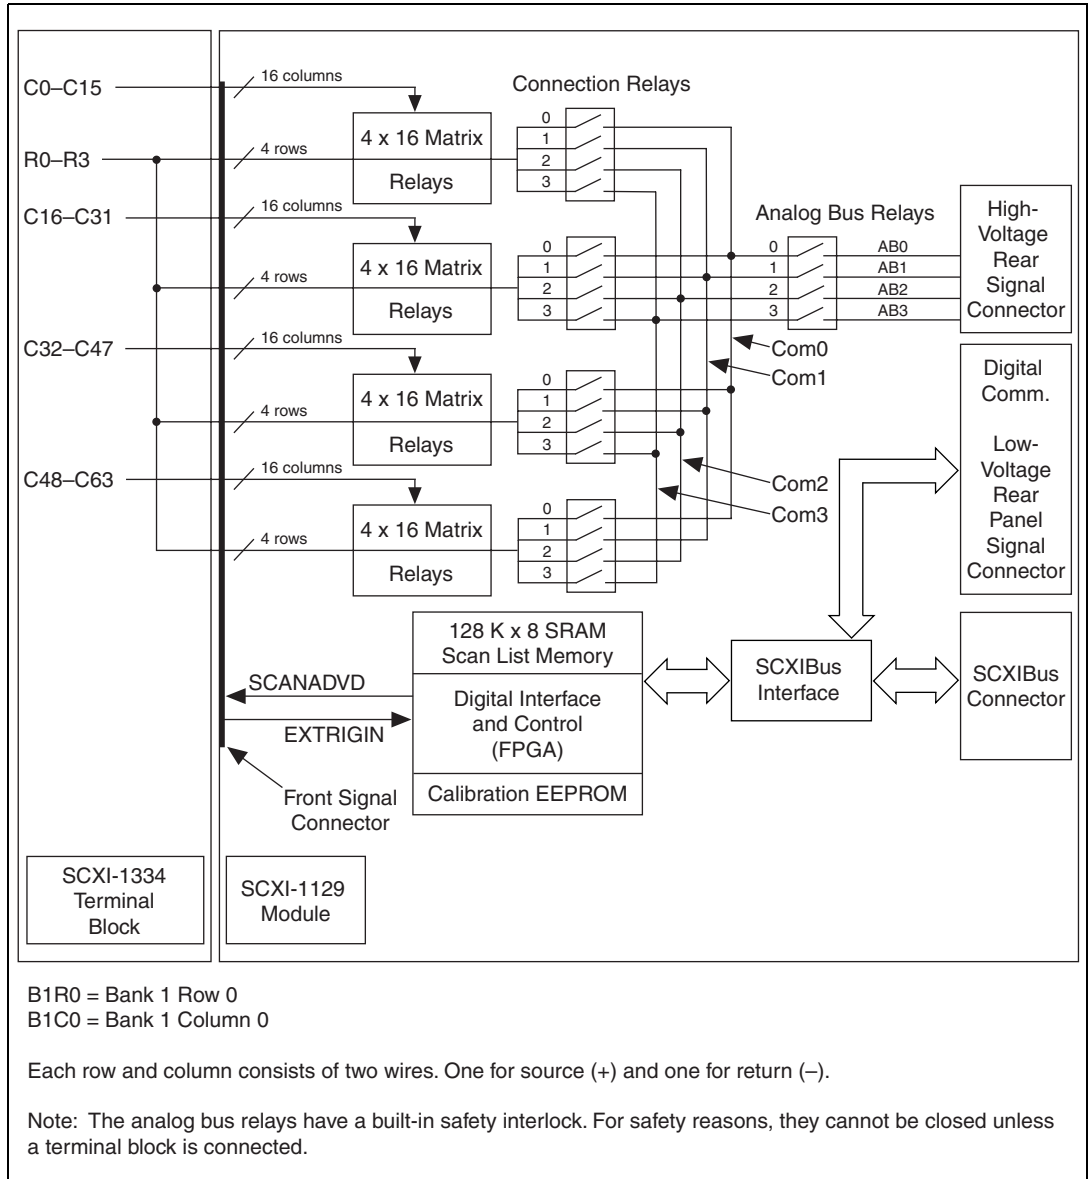 C0–C15
16 columns
Connection Relays
4 x 16 Matrix
Relays
0
1
2
3
R0–R3
4 rows
C16–C31
16 columns
Analog Bus Relays
4 x 16 Matrix
Relays
0
1
2
3
4 rows
0
1
2
3
AB0
AB1
AB2
AB3
High-
Voltage
Rear
Signal
Connector
C32–C47
16 columns
Com0
Com1
4 x 16 Matrix
Relays
0
1
2
3
4 rows
C48–C63
16 columns
Com2
Com3
4 x 16 Matrix
Relays
0
1
2
3
4 rows
Digital
Comm.
Low-
Voltage
Rear
Panel
Signal
Connector
128 K x 8 SRAM
Scan List Memory
Digital Interface
and Control
(FPGA)
Calibration EEPROM
SCANADVD
EXTRIGIN
Front Signal
Connector
SCXIBus
Interface
SCXIBus
Connector
SCXI-1334
Terminal
Block
SCXI-1129
Module
B1R0 = Bank 1 Row 0
B1C0 = Bank 1 Column 0
Each row and column consists of two wires. One for source (+) and one for return (–).
Note: The analog bus relays have a built-in safety interlock. For safety reasons, they cannot be closed unless
a terminal block is connected.